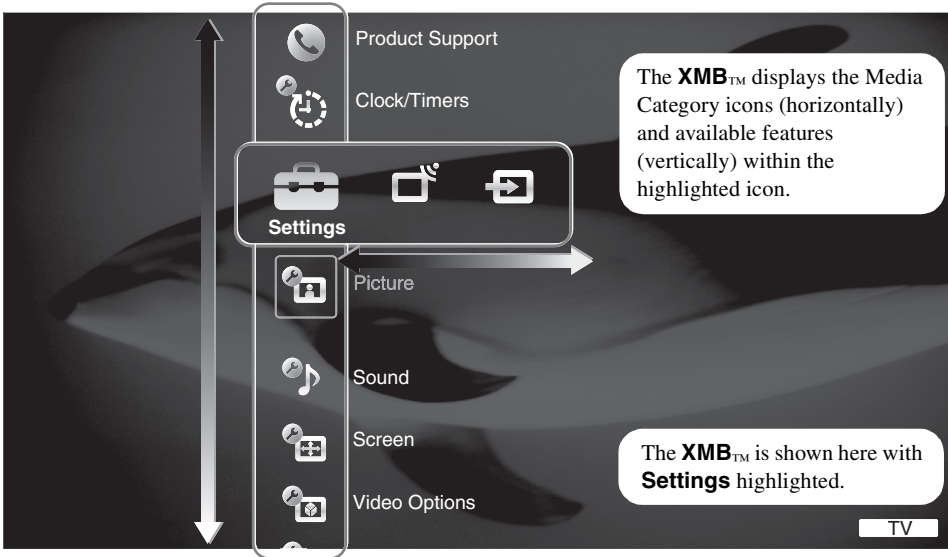 Product Support
Clock/Timers
The XMB™ displays the Media
Category icons (horizontally)
and available features
(vertically) within the
highlighted icon.
Settings
Picture
Sound
Screen
Video Options
The XMB™ is shown here with
Settings highlighted.
TV